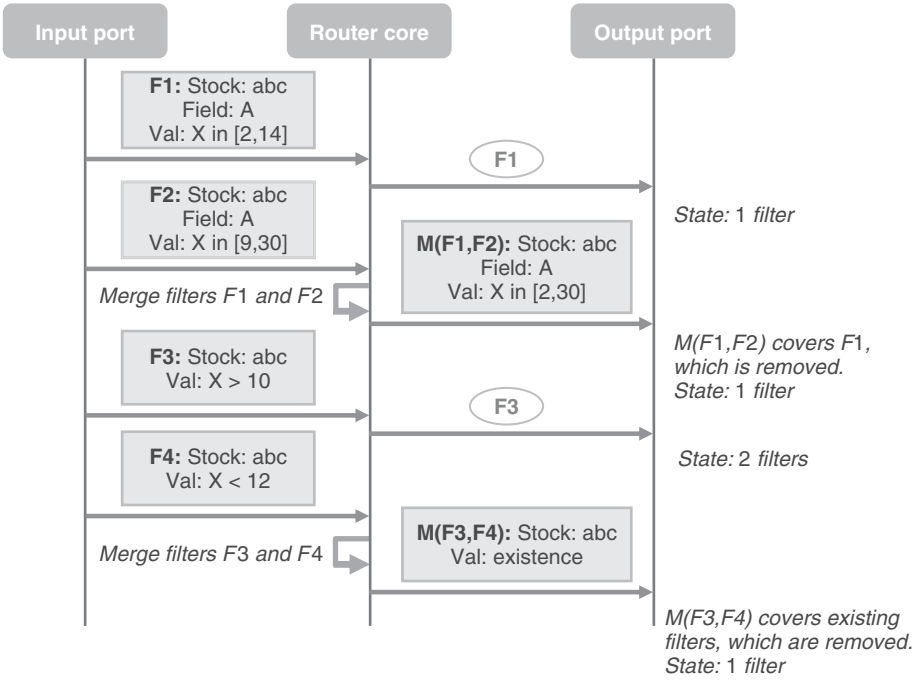 Input port
Router core
Output port
F1: Stock: abc
Field: A
Val: X in [2,14]
F1
State: 1 filter
F2: Stock: abc
Field: A
Val: X in [9,30]
M(F1,F2): Stock: abc
Field: A
Val: X in [2,30]
Merge filters F1 and F2
M(F1,F2) covers F1,
which is removed.
State: 1 filter
F3: Stock: abc
Val: X > 10
F3
State: 2 filters
F4: Stock: abc
Val: X < 12
M(F3,F4): Stock: abc
Val: existence
Merge filters F3 and F4
M(F3,F4) covers existing
filters, which are removed.
State: 1 filter